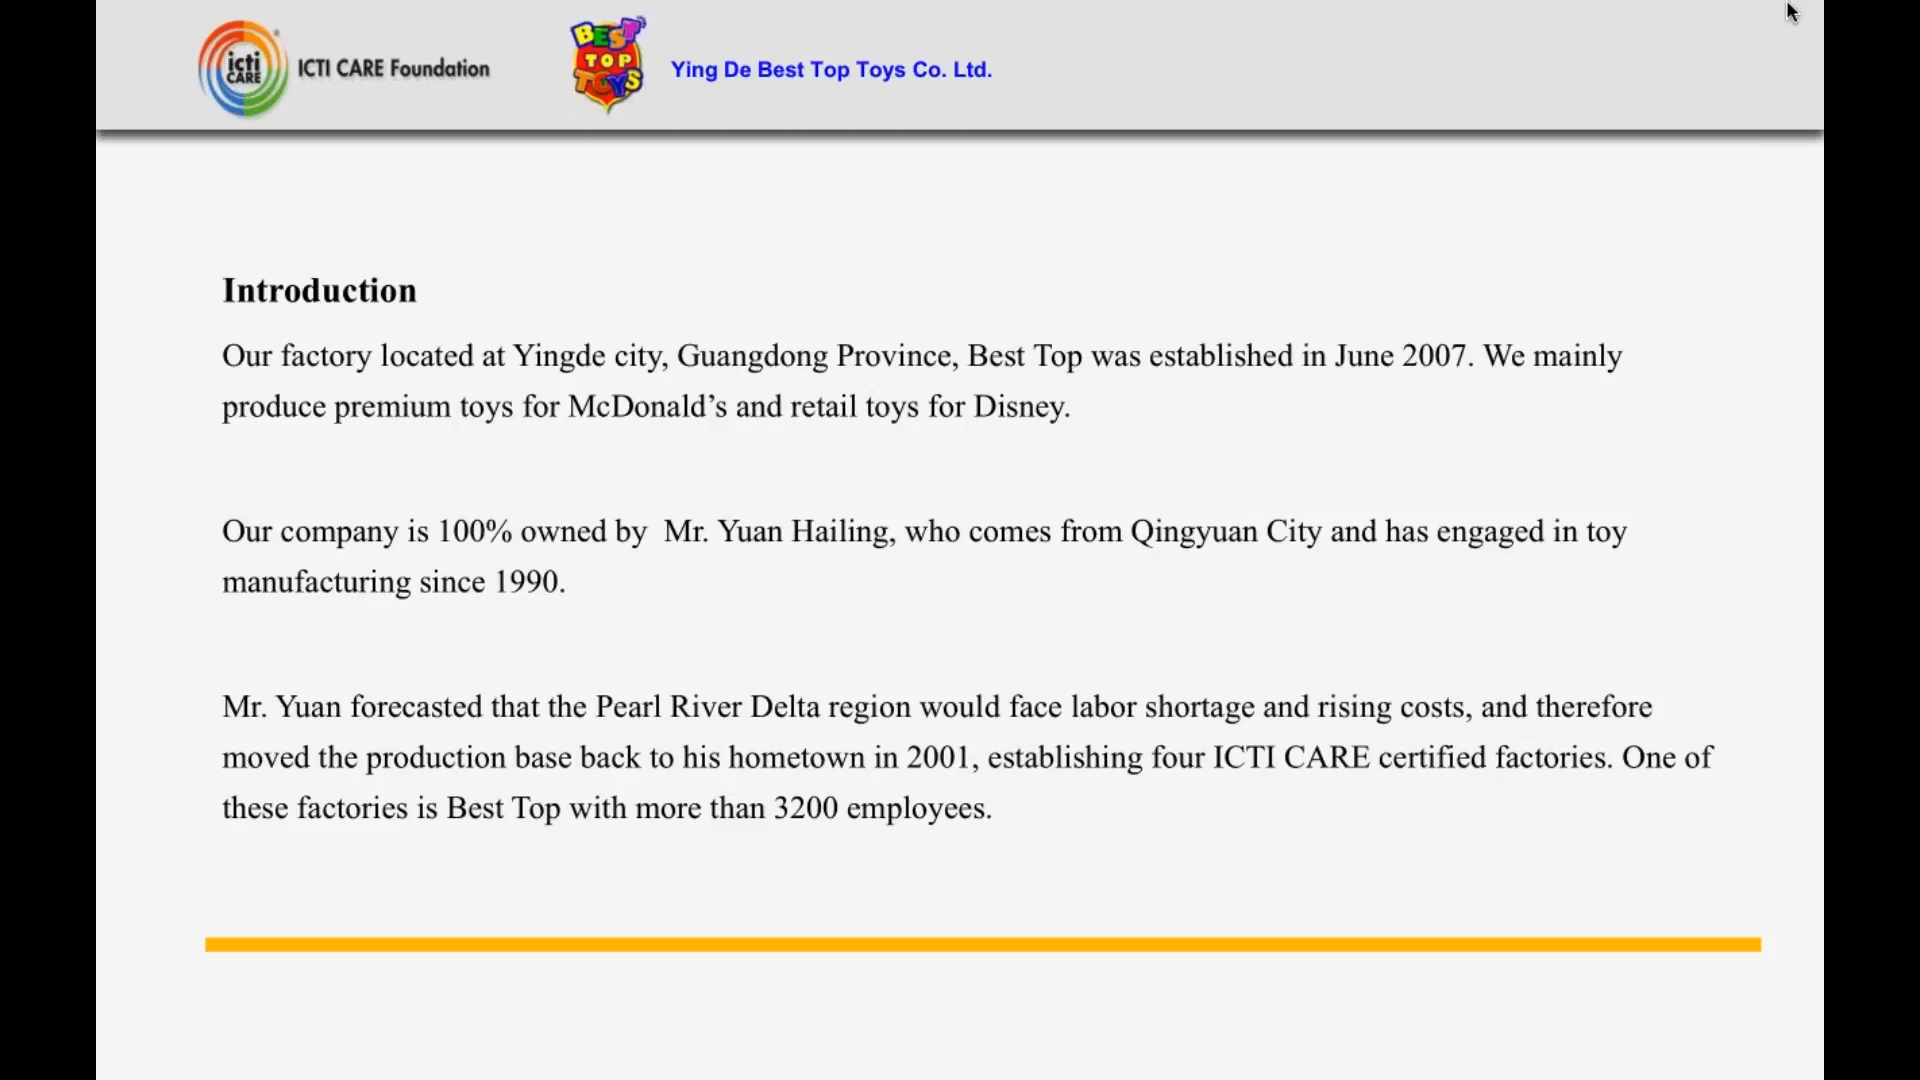 icti
CARE
ICTI CARE Foundation
BEST
TOP
TOYS
Ying De Best Top Toys Co. Ltd.
Introduction
Our factory located at Yingde city, Guangdong Province, Best Top was established in June 2007. We mainly
produce premium toys for McDonald’s and retail toys for Disney.
Our company is 100% owned by  Mr. Yuan Hailing, who comes from Qingyuan City and has engaged in toy
manufacturing since 1990.
Mr. Yuan forecasted that the Pearl River Delta region would face labor shortage and rising costs, and therefore
moved the production base back to his hometown in 2001, establishing four ICTI CARE certified factories. One of
these factories is Best Top with more than 3200 employees.